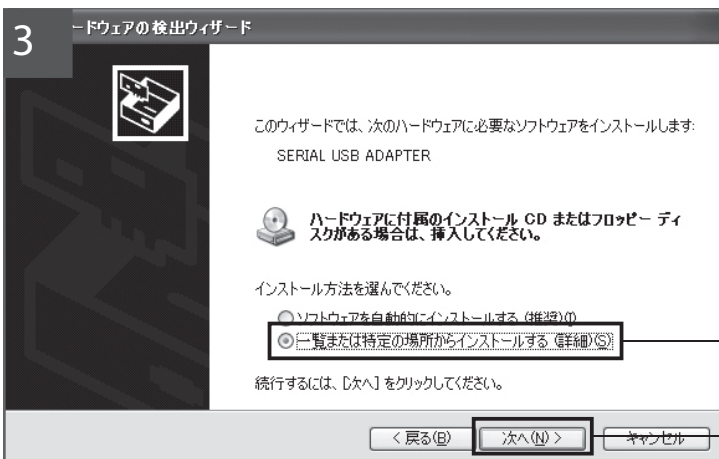 3
ードウェアの検出ウィザード
このウィザードでは、次のハードウェアに必要なソフトウェアをインストールします:
SERIAL USB ADAPTER
ハードウェアに付属のインストール CD またはフロッピー ディ
スクがある場合は、挿入してください。
インストール方法を選んでください。
ソフトウェアを自動的にインストールする (推奨)(I)
一覧または特定の場所からインストールする (詳細)(S)
続行するには、[次へ] をクリックしてください。
< 戻る(B) 次へ(N) > キャンセル